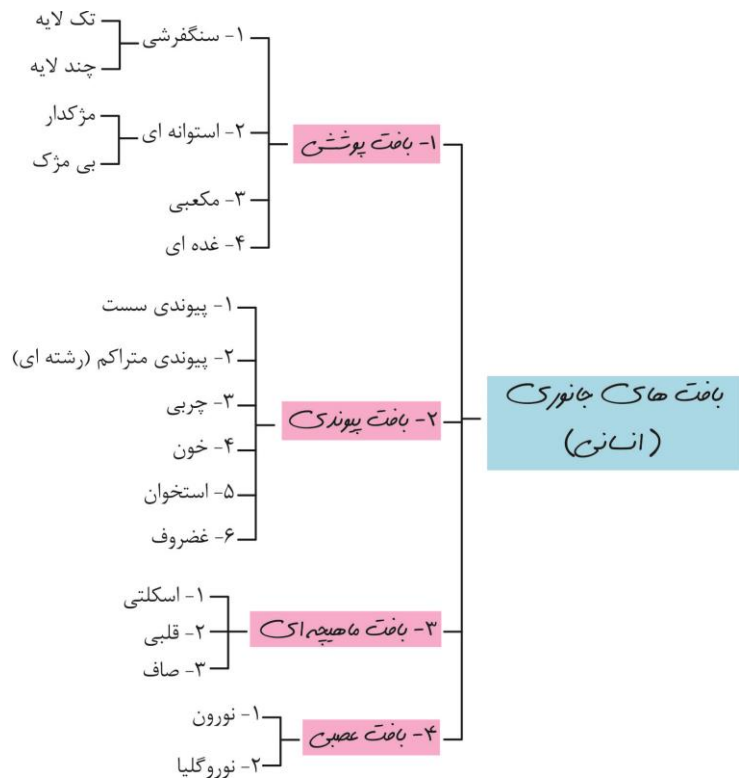 بافت های جانوری
(انسانی)
۱- بافت پوششی
۱- سنگفرشی
تک لایه
چند لایه
۲- استوانه ای
مژکدار
بی مژک
۳- مکعبی
۴- غده ای
۲- بافت پیوندی
۱- پیوندی سست
۲- پیوندی متراکم (رشته ای)
۳- چربی
۴- خون
۵- استخوان
۶- غضروف
۳- بافت ماهیچه‌ای
۱- اسکلتی
۲- قلبی
۳- صاف
۴- بافت عصبی
۱- نورون
۲- نوروگلیا